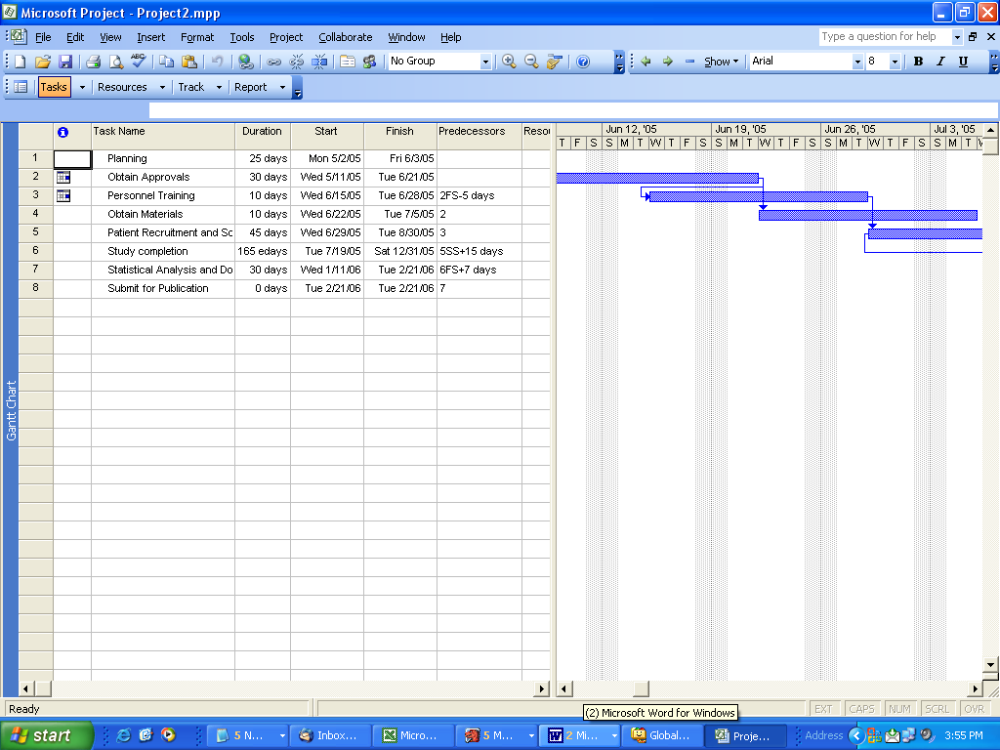 Microsoft Project - Project2.mpp
File Edit View Insert Format Tools Project Collaborate Window Help
Type a question for help
No Group Show Arial 8 B I U
Tasks Resources Track Report
Task Name Duration Start Finish Predecessors Resou
Jun 12, '05 Jun 19, '05 Jun 26, '05 Jul 3, '05
T F S S M T W T F S S M T W T F S S M T W T F S S M T W
1 Planning 25 days Mon 5/2/05 Fri 6/3/05
2 Obtain Approvals 30 days Wed 5/11/05 Tue 6/21/05
3 Personnel Training 10 days Wed 6/15/05 Tue 6/28/05 2FS-5 days
4 Obtain Materials 10 days Wed 6/22/05 Tue 7/5/05 2
5 Patient Recruitment and Sc 45 days Wed 6/29/05 Tue 8/30/05 3
6 Study completion 165 edays Tue 7/19/05 Sat 12/31/05 5SS+15 days
7 Statistical Analysis and Do 30 days Wed 1/11/06 Tue 2/21/06 6FS+7 days
8 Submit for Publication 0 days Tue 2/21/06 Tue 2/21/06 7
Gantt Chart
Ready
(2) Microsoft Word for Windows
EXT CAPS NUM SCRL OVR
start 5 N... Inbox... Micro... 5 M... 2 Mi... Global... Proje... Address 3:55 PM